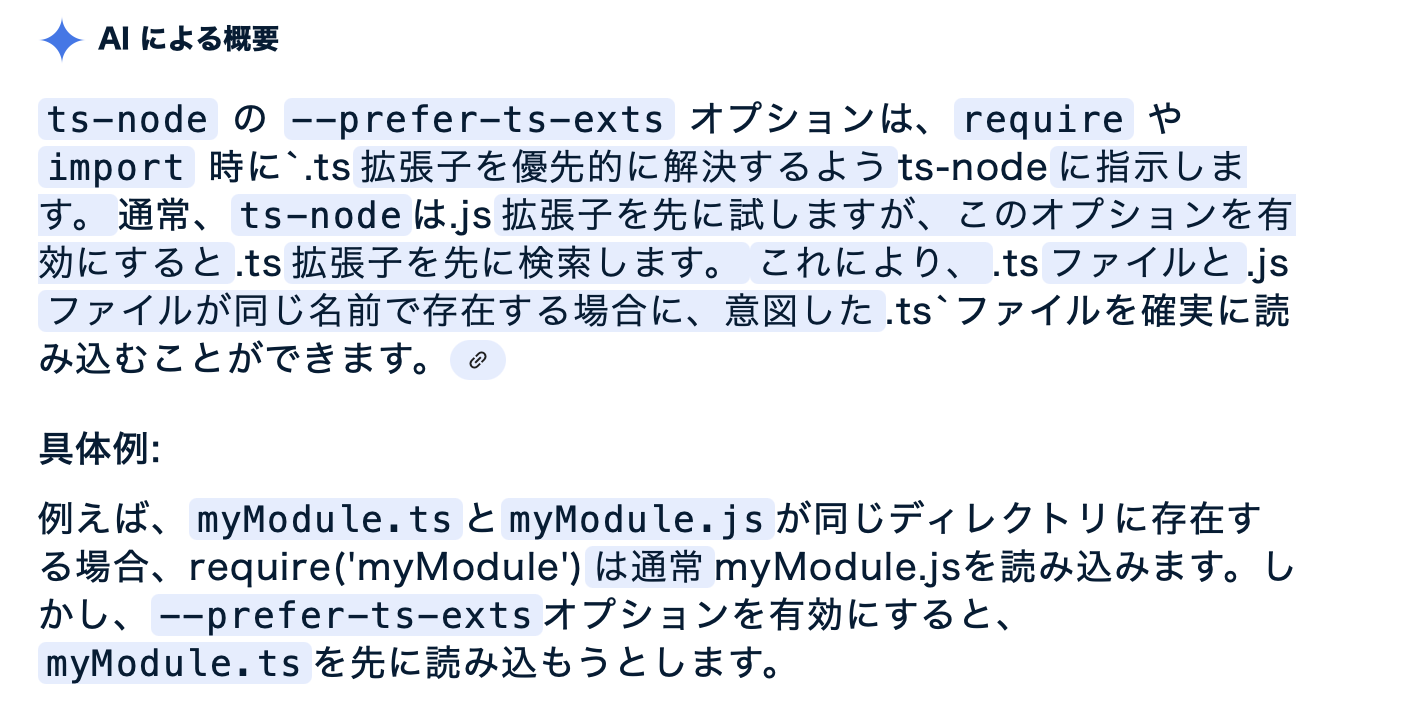 AI による概要
ts-node の --prefer-ts-exts オプションは、 require や
import 時に`.ts拡張子を優先的に解決するようts-nodeに指示しま
す。 通常、 ts-nodeは.js拡張子を先に試しますが、このオプションを有
効にすると.ts拡張子を先に検索します。 これにより、 .tsファイルと.js
ファイルが同じ名前で存在する場合に、意図した.ts`ファイルを確実に読
み込むことができます。
具体例:
例えば、 myModule.tsとmyModule.jsが同じディレクトリに存在す
る場合、require('myModule')は通常myModule.jsを読み込みます。し
かし、 --prefer-ts-extsオプションを有効にすると、
myModule.tsを先に読み込もうとします。